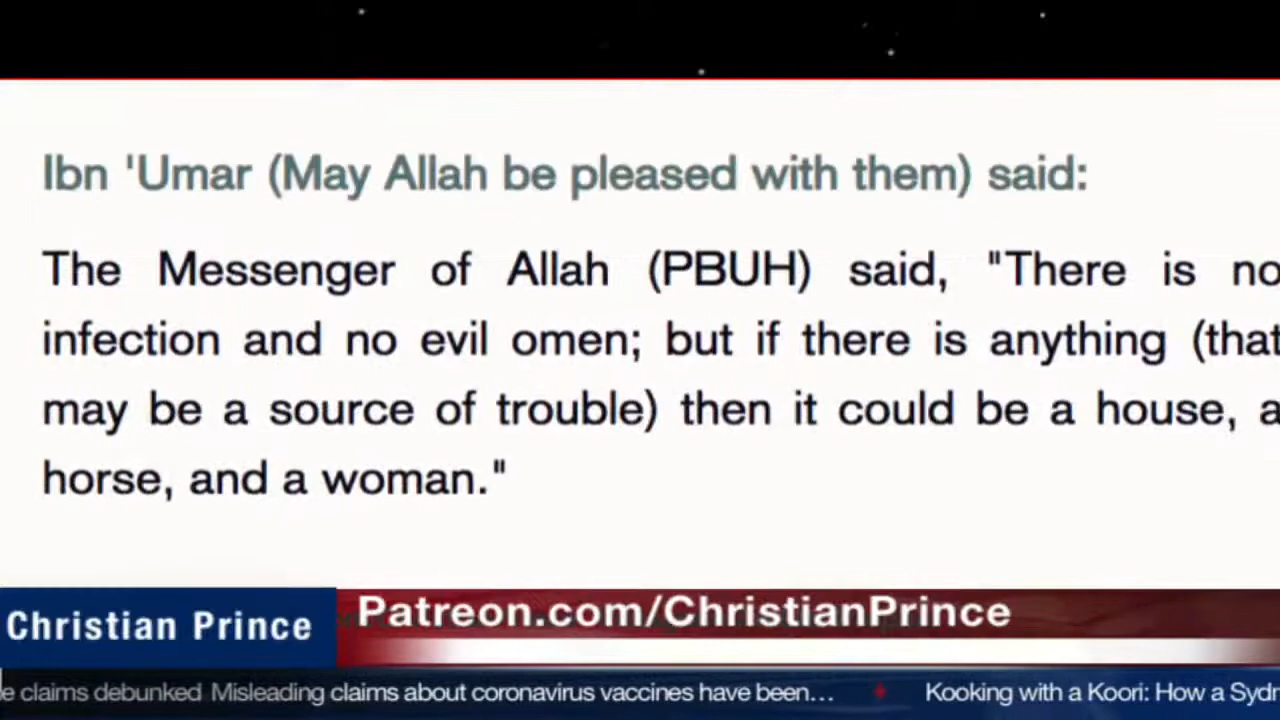 Ibn 'Umar (May Allah be pleased with them) said:
The Messenger of Allah (PBUH) said, "There is no
infection and no evil omen; but if there is anything (that
may be a source of trouble) then it could be a house, a
horse, and a woman."
Christian Prince
Patreon.com/ChristianPrince
e claims debunked Misleading claims about coronavirus vaccines have been... Kooking with a Koori: How a Sydn